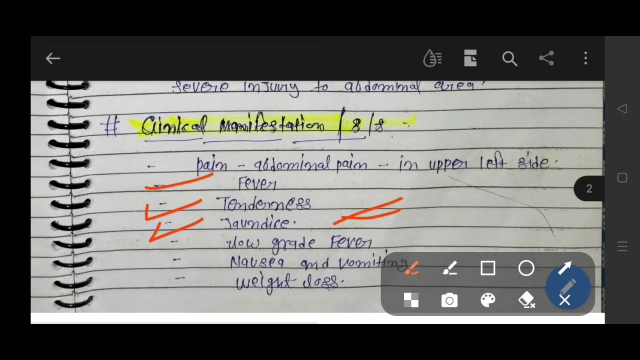 severe injury to abdominal area.
# Clinical Manifestation / s/s -
- pain - abdominal pain - in upper left side.
- Fever
- Tenderness
- Jaundice.
- low grade Fever
- Nausea and vomiting
- weight loss.
2